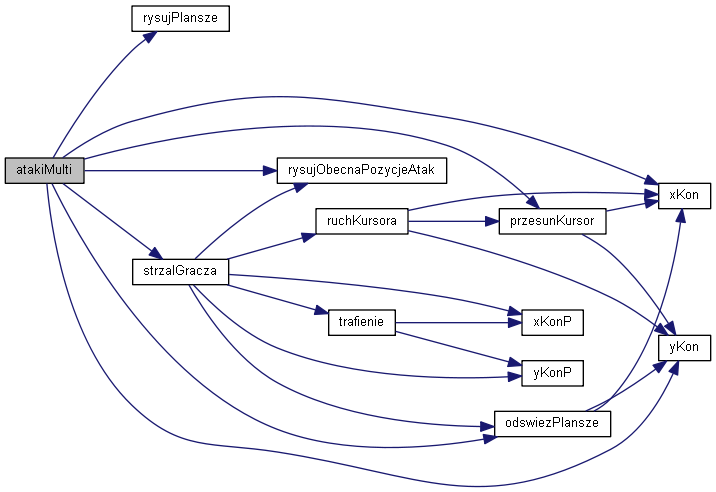 rysujPlansze
atakiMulti
rysujObecnaPozycjeAtak
xKon
ruchKursora
przesunKursor
strzalGracza
trafienie
xKonP
yKon
yKonP
odswiezPlansze